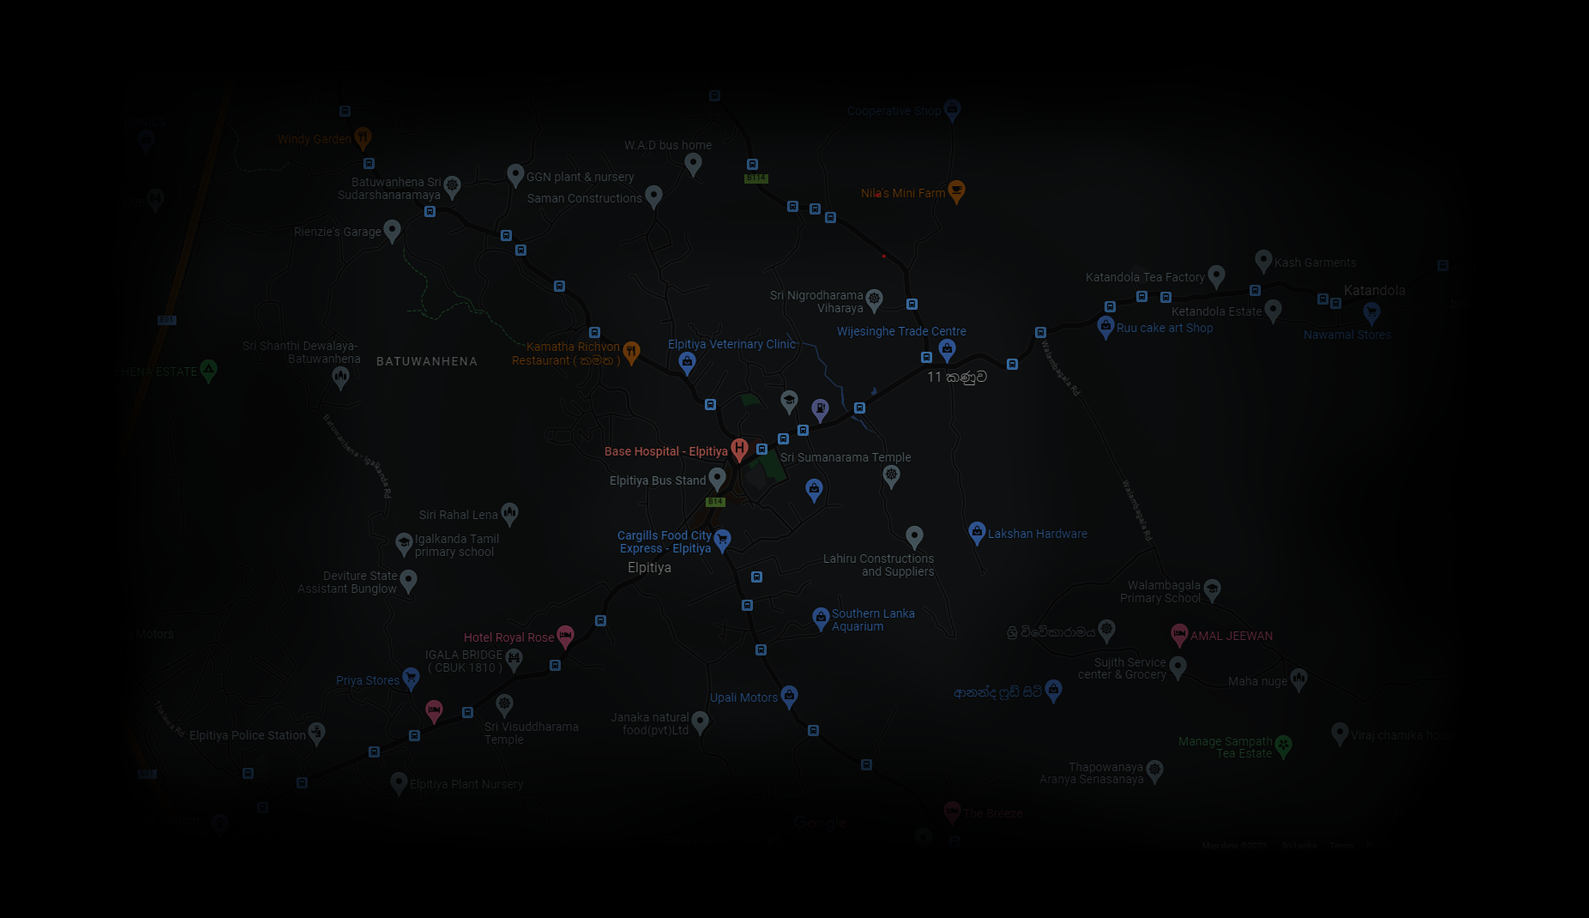 Cooperative Shop
Windy Garden
W.A.D bus home
B114
GGN plant & nursery
Batuwanhena Sri
Sudarshanaramaya
Saman Constructions
Nila's Mini Farm
Rienzie's Garage
Kash Garments
Katandola Tea Factory
Katandola
Sri Nigrodharama
Viharaya
Ketandola Estate
Ruu cake art Shop
Nawamal Stores
Wijesinghe Trade Centre
Elpitiya Veterinary Clinic
Kamatha Richvon
Restaurant ( කමත )
Sri Shanthi Dewalaya-
Batuwanhena
BATUWANHENA
HENA ESTATE
11 කණුව
Walambagala Rd
Batuwanhena - Igalkanda Rd
Base Hospital - Elpitiya
Sri Sumanarama Temple
Elpitiya Bus Stand
B14
Walambagala Rd
Siri Rahal Lena
Cargills Food City
Express - Elpitiya
Lakshan Hardware
Igalkanda Tamil
primary school
Lahiru Constructions
and Suppliers
Elpitiya
Deviture State
Assistant Bunglow
Walambagala
Primary School
Southern Lanka
Aquarium
Motors
Hotel Royal Rose
ශ්‍රී විවේකාරාමය
AMAL JEEWAN
IGALA BRIDGE
( CBUK 1810 )
Sujith Service
center & Grocery
Priya Stores
Maha nuge
ආනන්ද ෆුඩ් සිටි
Upali Motors
Janaka natural
food(pvt)Ltd
Sri Visuddharama
Temple
Elpitiya Police Station
Viraj chamika house
Manage Sampath
Tea Estate
Thapowanaya
Aranya Senasanaya
Elpitiya Plant Nursery
The Breeze
Google